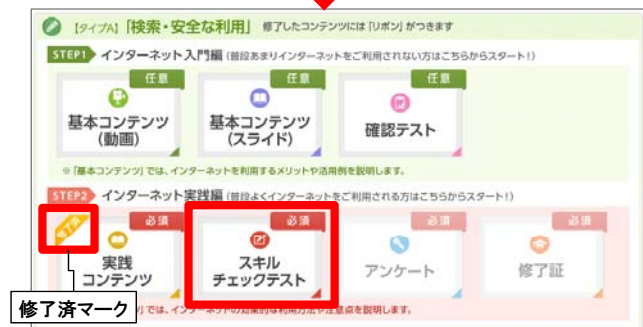 【タイプA】「検索・安全な利用」 修了したコンテンツには「リボン」がつきます
STEP1 インターネット入門編 (普段あまりインターネットをご利用されない方はこちらからスタート!)
任意
任意
任意
基本コンテンツ
(動画)
基本コンテンツ
(スライド)
確認テスト
※「基本コンテンツ」では、インターネットを利用するメリットや活用例を説明します。
STEP2 インターネット実践編 (普段よくインターネットをご利用される方はこちらからスタート!)
修了済
必須
必須
必須
必須
実践
コンテンツ
スキル
チェックテスト
アンケート
修了証
修了済マーク
」では、インターネットの効果的な利用方法や注意点を説明します。